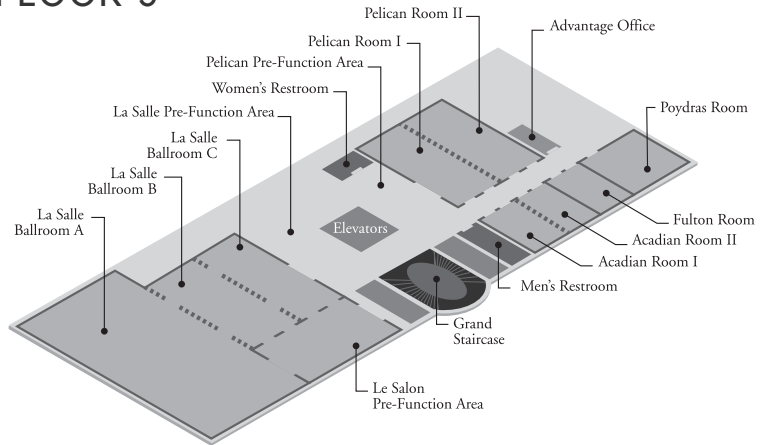 FLOOR 3
Pelican Room II
Advantage Office
Pelican Room I
Pelican Pre-Function Area
Women's Restroom
La Salle Pre-Function Area
Poydras Room
La Salle
Ballroom C
La Salle
Ballroom B
La Salle
Ballroom A
Elevators
Fulton Room
Acadian Room II
Acadian Room I
Men's Restroom
Grand
Staircase
Le Salon
Pre-Function Area